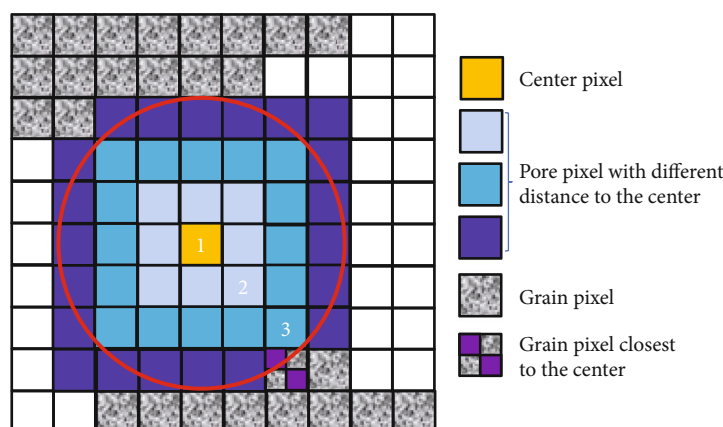 Center pixel
Pore pixel with different
distance to the center
1
2
3
Grain pixel
Grain pixel closest
to the center